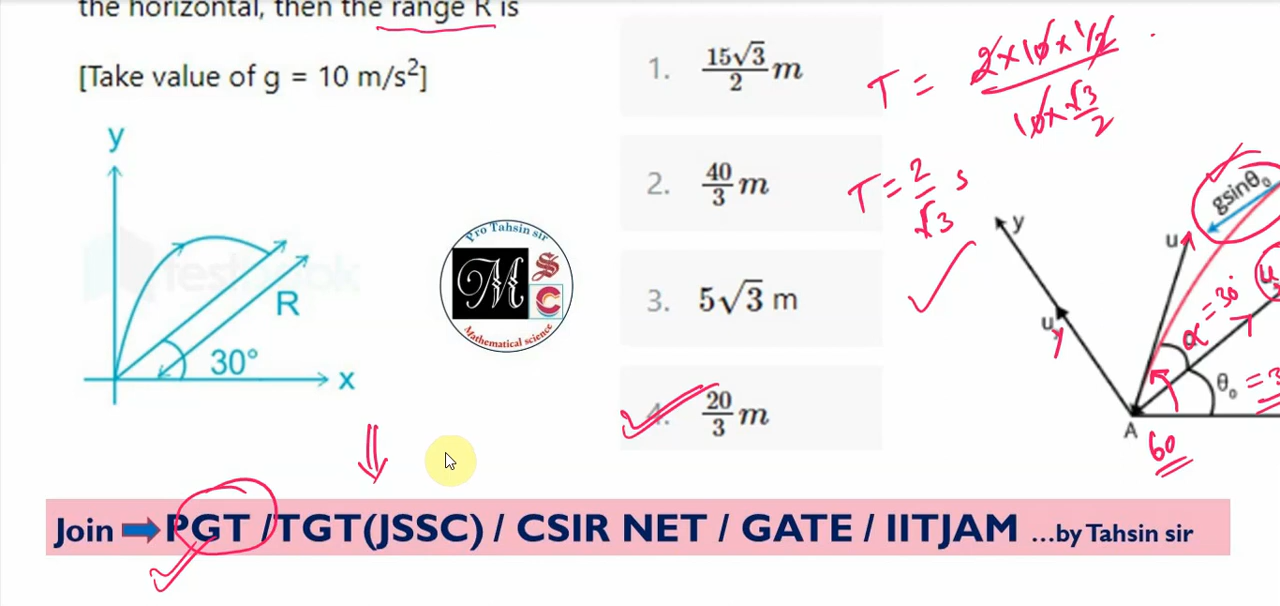 the horizontal, then the range R is
[Take value of g = 10 m/s²]
y
R
30°
x
Pro Tahsin sir
M
S
C
Mathematical science
1. 15√3/2 m
2. 40/3 m
3. 5√3 m
4. 20/3 m
T = 2×10×1/2 / 10×√3/2
T = 2/√3 s
y
u
gsinθ₀
u
y
α = 30
θ₀ = 3
A
60
Join PGT /TGT(JSSC) / CSIR NET / GATE / IITJAM ...by Tahsin sir